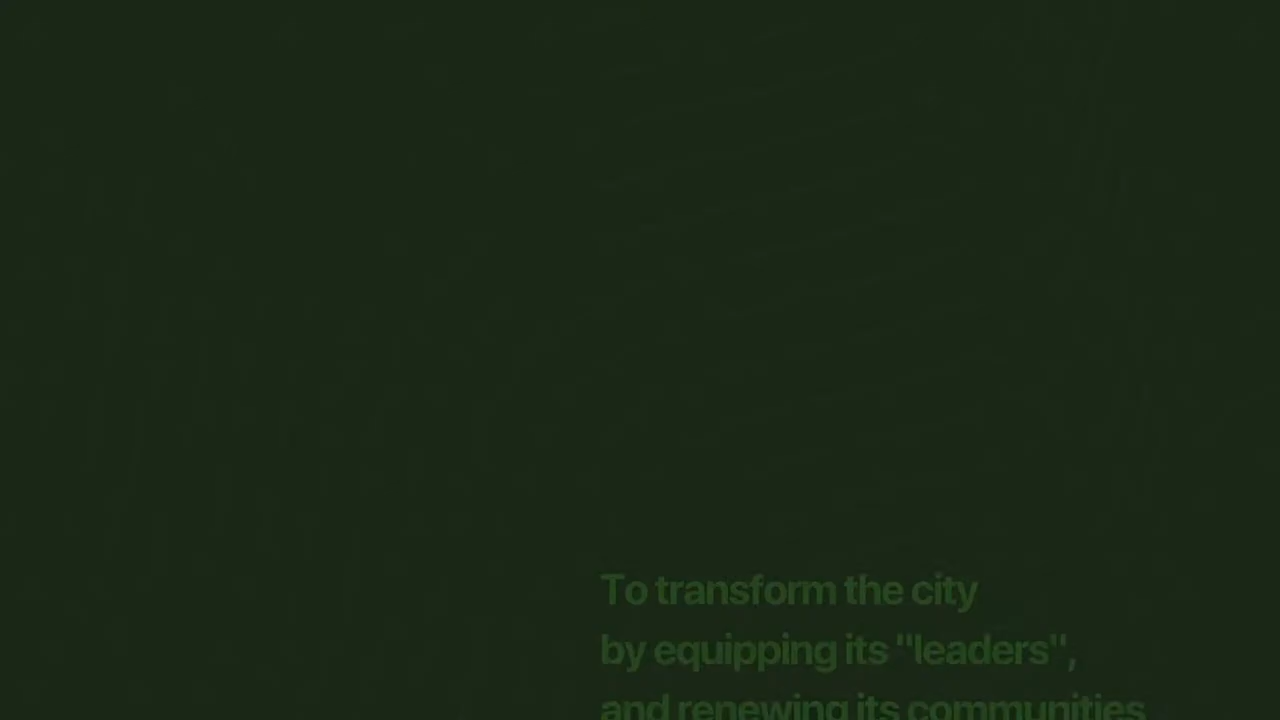 To transform the city
by equipping its "leaders",
and renewing its communities